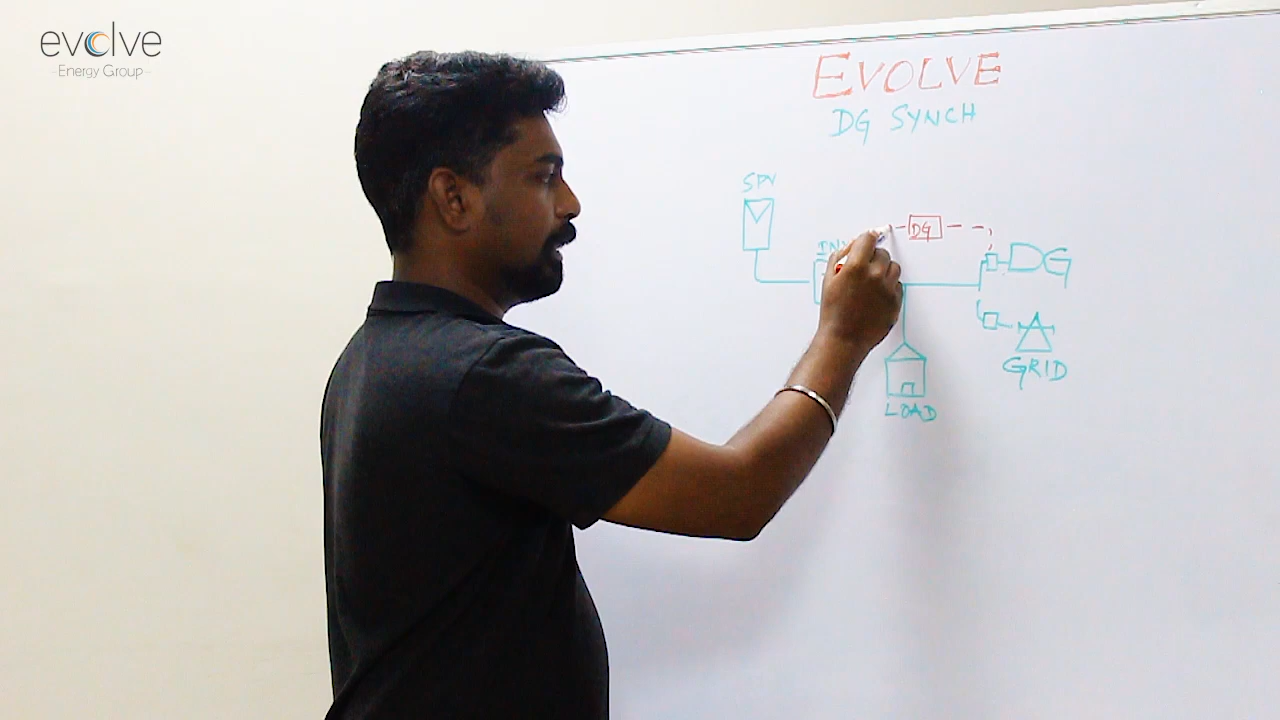 evolve
Energy Group
EVOLVE
DG SYNCH
SPV
DG
DG
GRID
LOAD